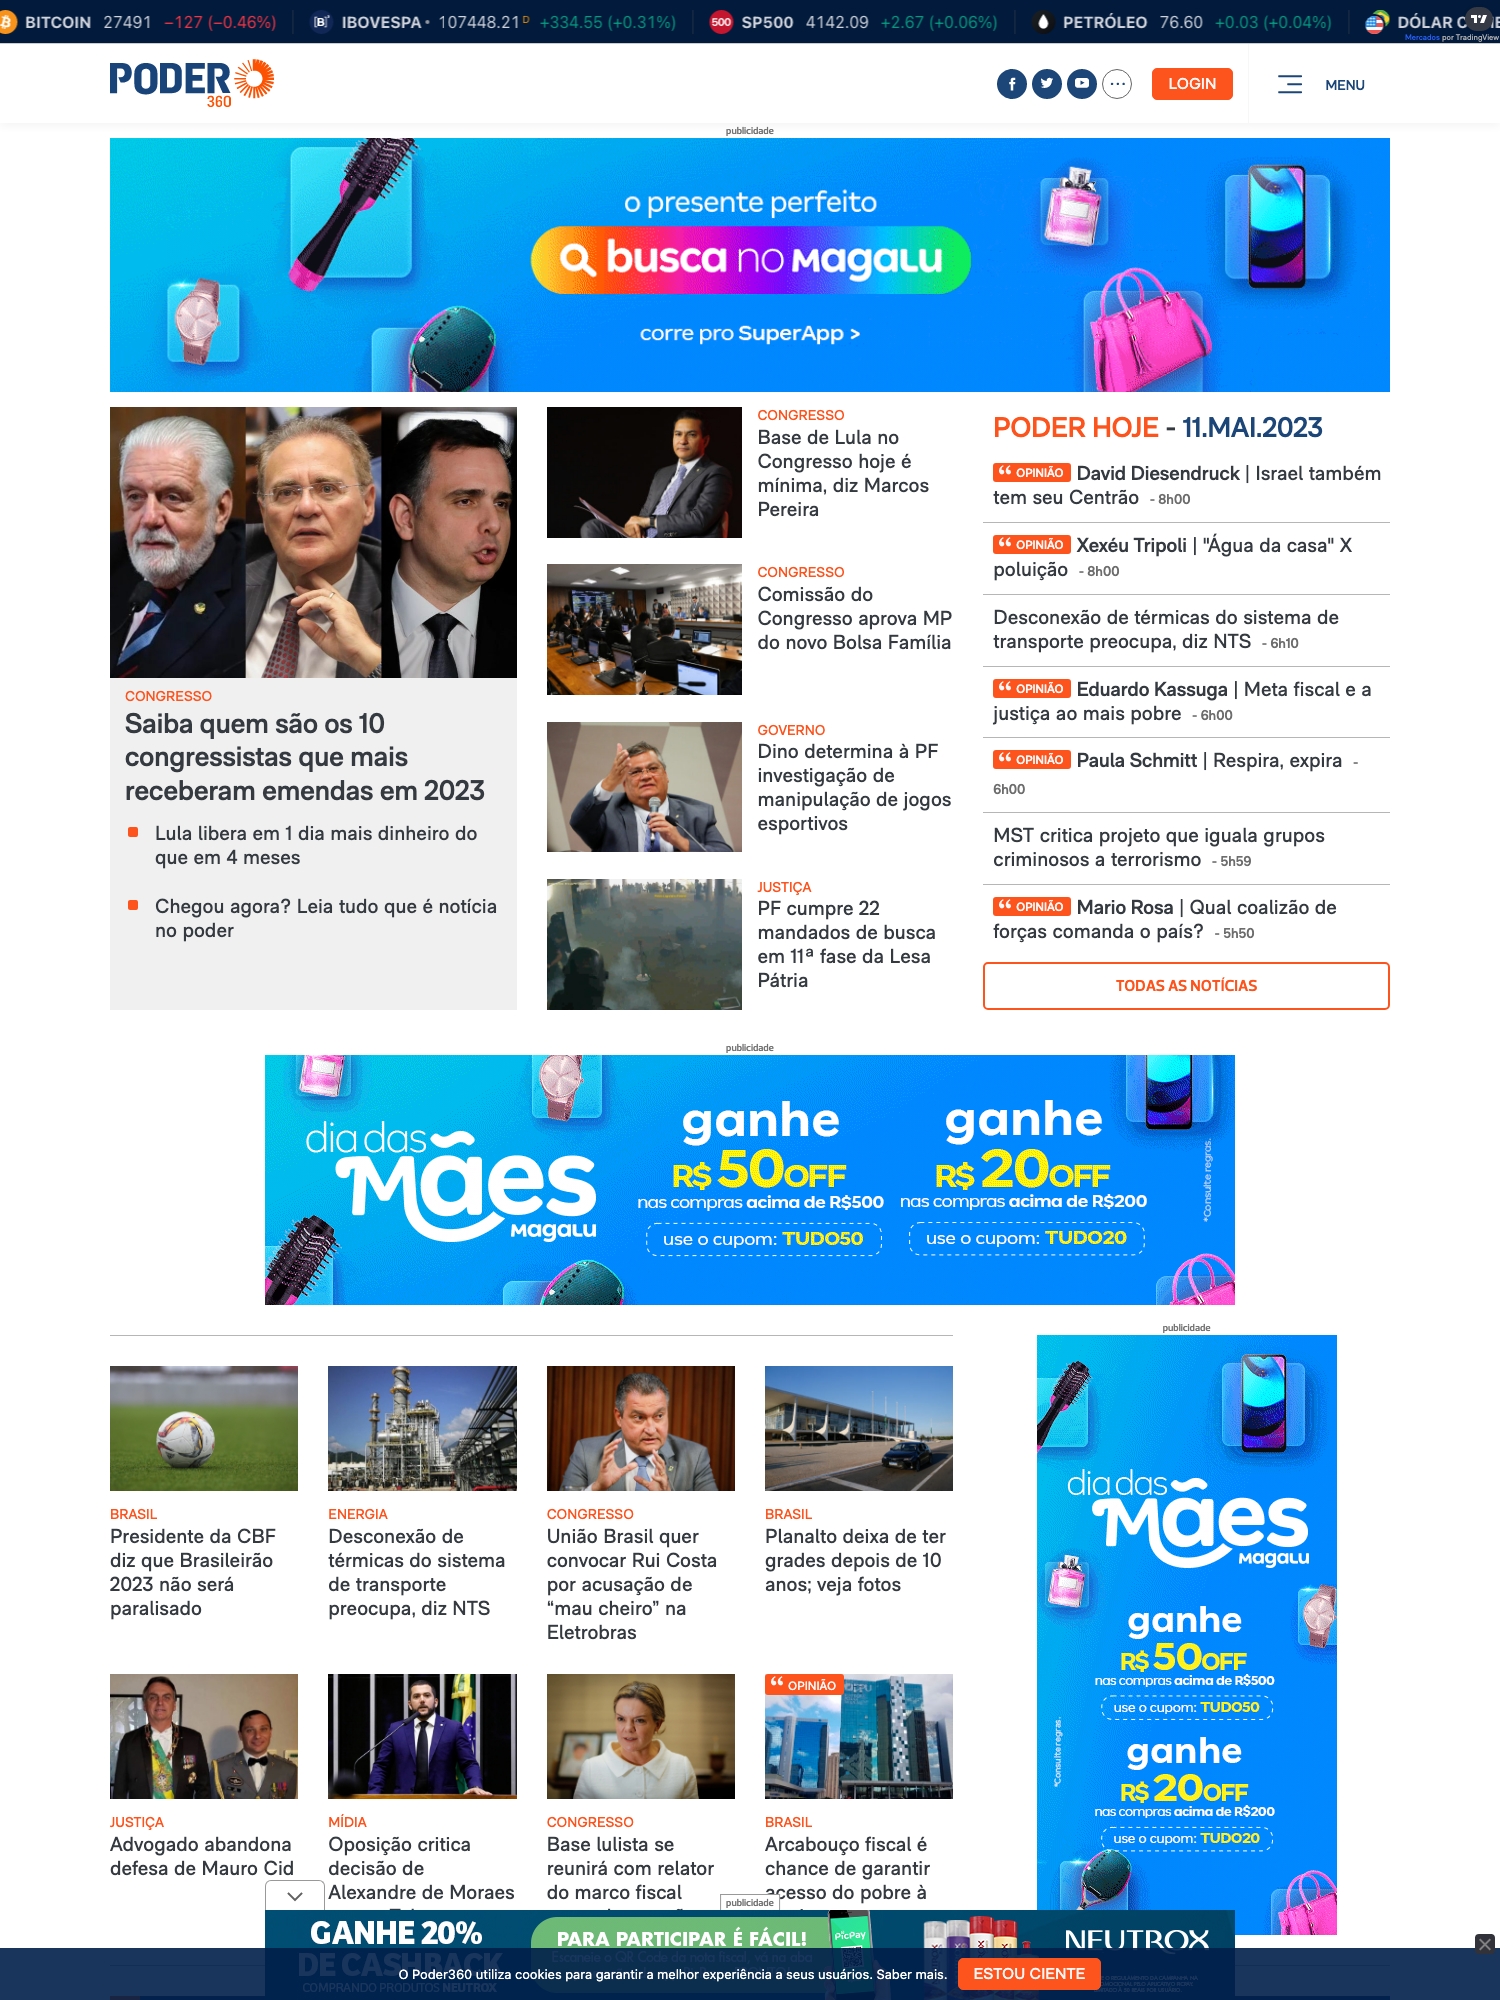 BITCOIN 27491 −127 (−0.46%) IBOVESPA 107448.21 D +334.55 (+0.31%) 500 SP500 4142.09 +2.67 (+0.06%) PETRÓLEO 76.60 +0.03 (+0.04%) DÓLAR
Mercados por TradingView
PODER
360
LOGIN
MENU
publicidade
o presente perfeito
busca no MAGALU
corre pro SuperApp >
CONGRESSO
Saiba quem são os 10
congressistas que mais
receberam emendas em 2023
Lula libera em 1 dia mais dinheiro do
que em 4 meses
Chegou agora? Leia tudo que é notícia
no poder
CONGRESSO
Base de Lula no
Congresso hoje é
mínima, diz Marcos
Pereira
CONGRESSO
Comissão do
Congresso aprova MP
do novo Bolsa Família
GOVERNO
Dino determina à PF
investigação de
manipulação de jogos
esportivos
JUSTIÇA
PF cumpre 22
mandados de busca
em 11ª fase da Lesa
Pátria
PODER HOJE - 11.MAI.2023
“ OPINIÃO David Diesendruck | Israel também
tem seu Centrão - 8h00
“ OPINIÃO Xexéu Tripoli | "Água da casa" X
poluição - 8h00
Desconexão de térmicas do sistema de
transporte preocupa, diz NTS - 6h10
“ OPINIÃO Eduardo Kassuga | Meta fiscal e a
justiça ao mais pobre - 6h00
“ OPINIÃO Paula Schmitt | Respira, expira -
6h00
MST critica projeto que iguala grupos
criminosos a terrorismo - 5h59
“ OPINIÃO Mario Rosa | Qual coalizão de
forças comanda o país? - 5h50
TODAS AS NOTÍCIAS
publicidade
dia das
Mães
MAGALU
ganhe
R$ 50OFF
nas compras acima de R$500
use o cupom: TUDO50
ganhe
R$ 20OFF
nas compras acima de R$200
use o cupom: TUDO20
*Consulte regras.
BRASIL
Presidente da CBF
diz que Brasileirão
2023 não será
paralisado
ENERGIA
Desconexão de
térmicas do sistema
de transporte
preocupa, diz NTS
CONGRESSO
União Brasil quer
convocar Rui Costa
por acusação de
“mau cheiro” na
Eletrobras
BRASIL
Planalto deixa de ter
grades depois de 10
anos; veja fotos
publicidade
dia das
Mães
MAGALU
ganhe
R$ 50OFF
nas compras acima de R$500
use o cupom: TUDO50
ganhe
R$ 20OFF
nas compras acima de R$200
use o cupom: TUDO20
*Consulte regras.
JUSTIÇA
Advogado abandona
defesa de Mauro Cid
MÍDIA
Oposição critica
decisão de
Alexandre de Moraes
CONGRESSO
Base lulista se
reunirá com relator
do marco fiscal
“ OPINIÃO
BRASIL
Arcabouço fiscal é
chance de garantir
acesso do pobre à
publicidade
GANHE 20%
DE CASHBACK
COMPRANDO PRODUTOS NEUTROX
PARA PARTICIPAR É FÁCIL!
PicPay
NEUTROX
O Poder360 utiliza cookies para garantir a melhor experiência a seus usuários. Saber mais.
ESTOU CIENTE